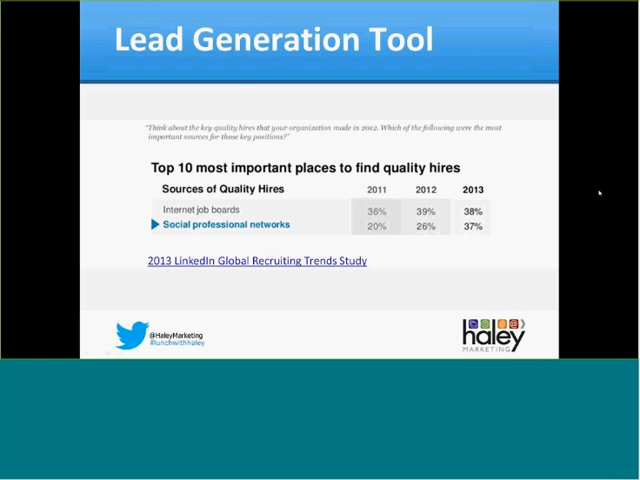 Lead Generation Tool
"Think about the key quality hires that your organization made in 2012. Which of the following were the most
important sources for those key positions?"
Top 10 most important places to find quality hires
Sources of Quality Hires 2011 2012 2013
Internet job boards 36% 39% 38%
Social professional networks 20% 26% 37%
2013 LinkedIn Global Recruiting Trends Study
@HaleyMarketing
#lunchwithhaley
haley
MARKETING